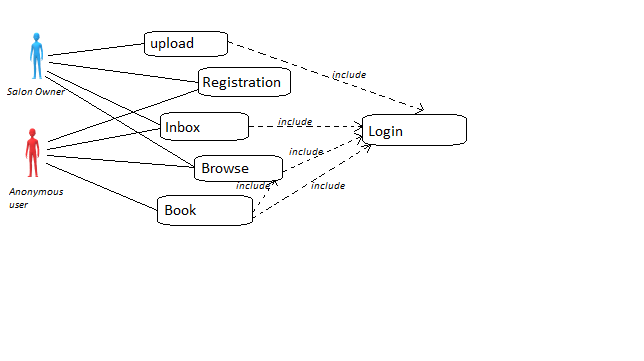 upload
include
Registration
Salon Owner
Inbox
include
Login
include
Browse
include
include
Anonymous
user
Book